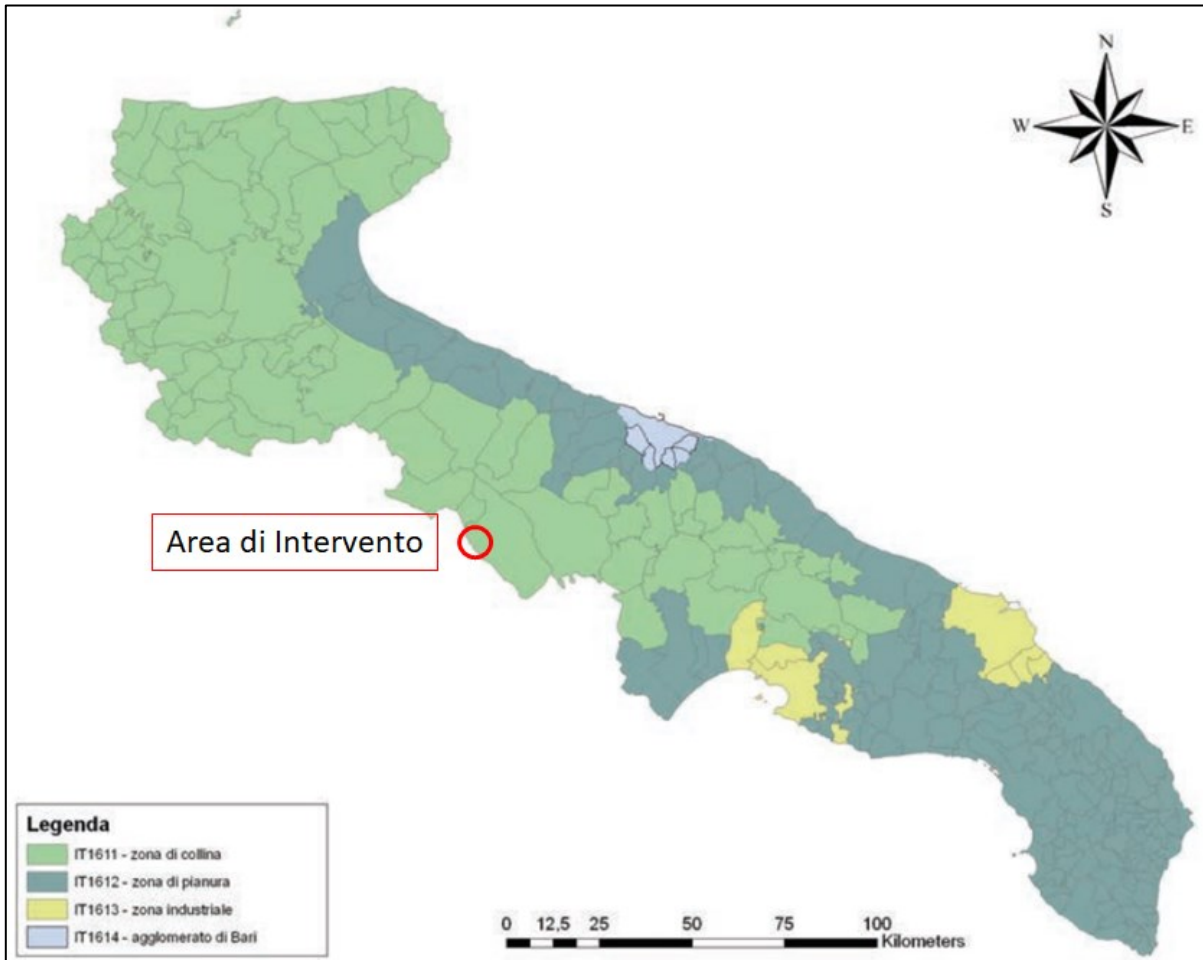 N
W
E
S
Area di Intervento
Legenda
IT1611 - zona di collina
IT1612 - zona di pianura
IT1613 - zona industriale
IT1614 - agglomerato di Bari
0 12,5 25 50 75 100
Kilometers